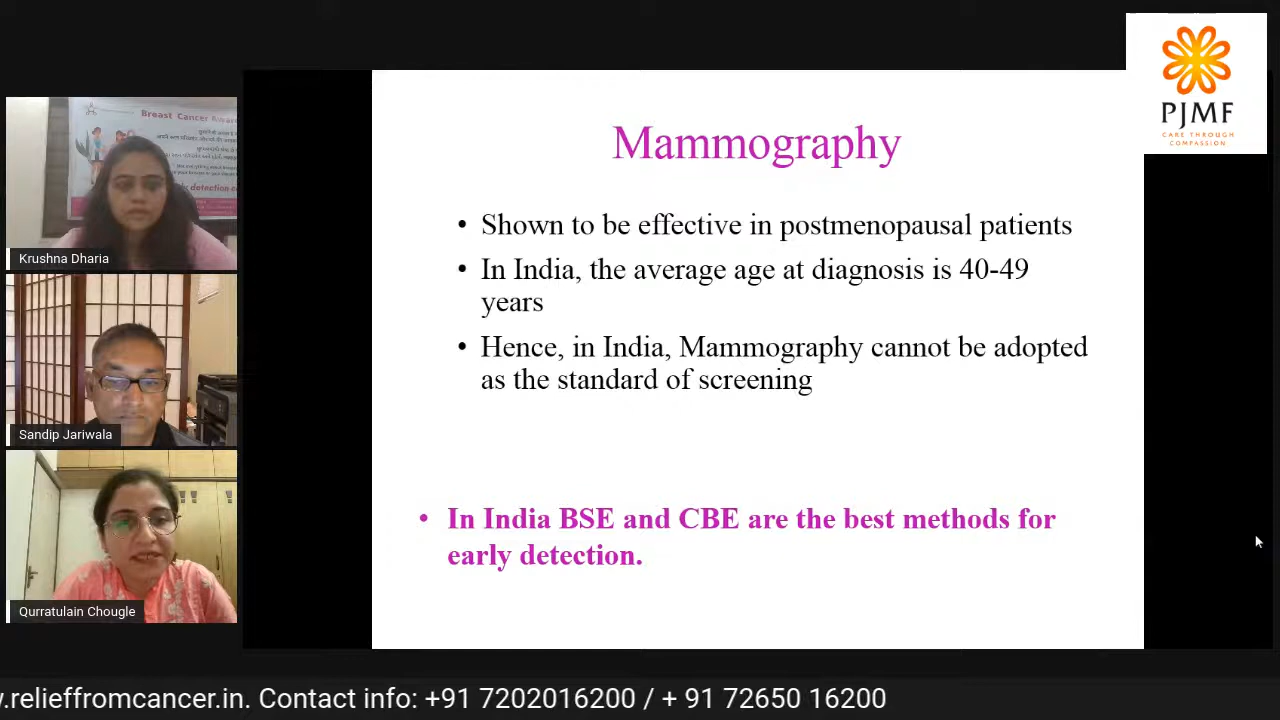 PJMF
CARE THROUGH
COMPASSION
Mammography
• Shown to be effective in postmenopausal patients
• In India, the average age at diagnosis is 40-49
years
• Hence, in India, Mammography cannot be adopted
as the standard of screening
• In India BSE and CBE are the best methods for
early detection.
Breast Cancer
Krushna Dharia
Sandip Jariwala
Qurratulain Chougle
.relieffromcancer.in. Contact info: +91 7202016200 / + 91 72650 16200